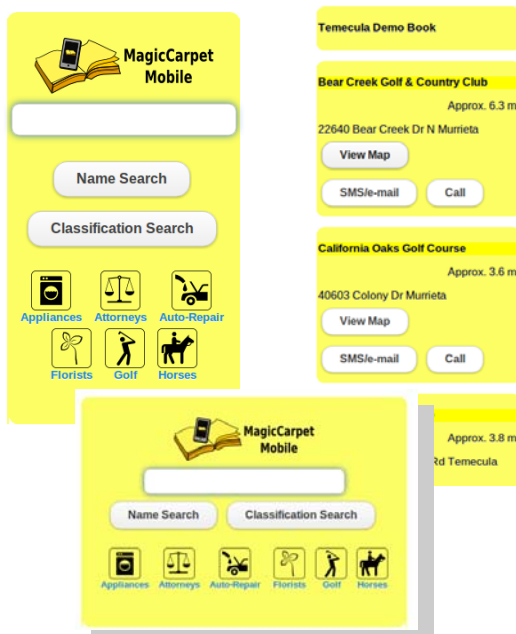 MagicCarpet
Mobile
Name Search
Classification Search
Appliances Attorneys Auto-Repair
Florists Golf Horses
Temecula Demo Book
Bear Creek Golf & Country Club
Approx. 6.3 m
22640 Bear Creek Dr N Murrieta
View Map
SMS/e-mail Call
California Oaks Golf Course
Approx. 3.6 m
40603 Colony Dr Murrieta
View Map
SMS/e-mail Call
Approx. 3.8 m
Rd Temecula
MagicCarpet
Mobile
Name Search Classification Search
Appliances Attorneys Auto-Repair Florists Golf Horses